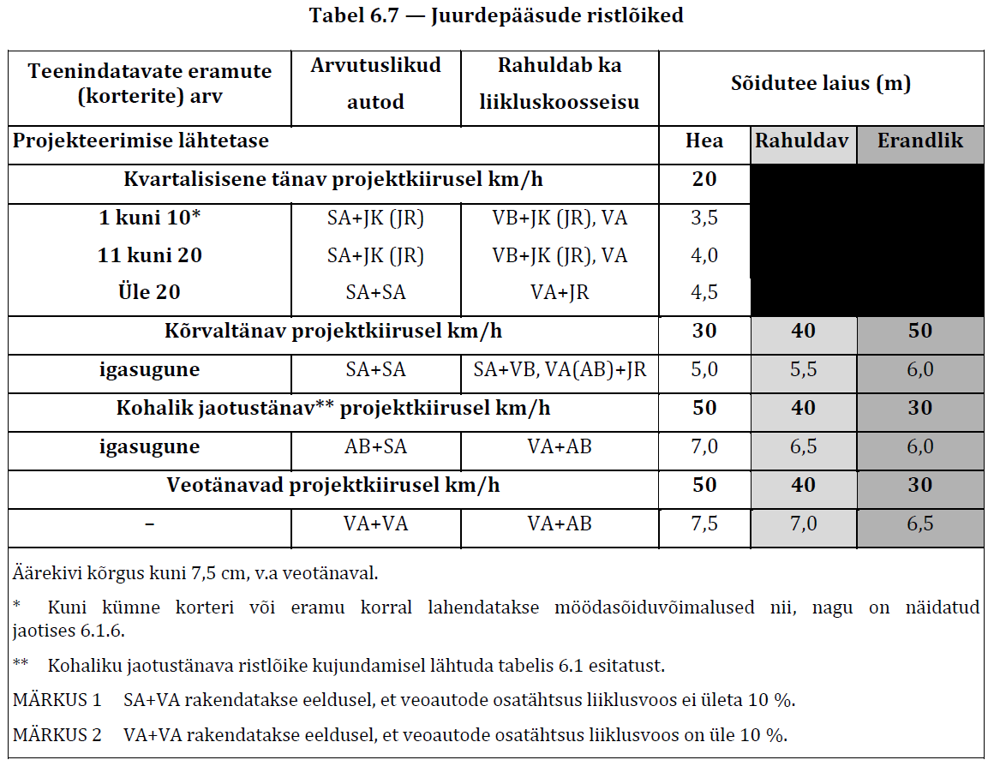 Tabel 6.7 — Juurdepääsude ristlõiked
Teenindatavate eramute (korterite) arv | Arvutuslikud autod | Rahuldab ka liikluskoosseisu | Sõidutee laius (m)
Projekteerimise lähtetase | Hea | Rahuldav | Erandlik
Kvartalisisene tänav projektkiirusel km/h | 20
1 kuni 10* | SA+JK (JR) | VB+JK (JR), VA | 3,5
11 kuni 20 | SA+JK (JR) | VB+JK (JR), VA | 4,0
Üle 20 | SA+SA | VA+JR | 4,5
Kõrvaltänav projektkiirusel km/h | 30 | 40 | 50
igasugune | SA+SA | SA+VB, VA(AB)+JR | 5,0 | 5,5 | 6,0
Kohalik jaotustänav** projektkiirusel km/h | 50 | 40 | 30
igasugune | AB+SA | VA+AB | 7,0 | 6,5 | 6,0
Veotänavad projektkiirusel km/h | 50 | 40 | 30
– | VA+VA | VA+AB | 7,5 | 7,0 | 6,5
Äärekivi kõrgus kuni 7,5 cm, v.a veotänaval.
* Kuni kümne korteri või eramu korral lahendatakse möödasõiduvõimalused nii, nagu on näidatud
jaotises 6.1.6.
** Kohaliku jaotustänava ristlõike kujundamisel lähtuda tabelis 6.1 esitatust.
MÄRKUS 1 SA+VA rakendatakse eeldusel, et veoautode osatähtsus liiklusvoos ei ületa 10 %.
MÄRKUS 2 VA+VA rakendatakse eeldusel, et veoautode osatähtsus liiklusvoos on üle 10 %.